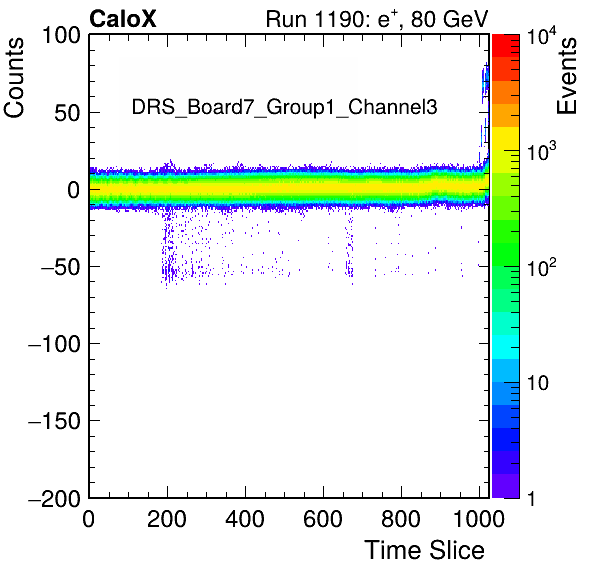 CaloX Run 1190: e⁺, 80 GeV
Counts
Events
DRS_Board7_Group1_Channel3
100
50
0
−50
−100
−150
−200
0 200 400 600 800 1000
Time Slice
10⁴
10³
10²
10
1